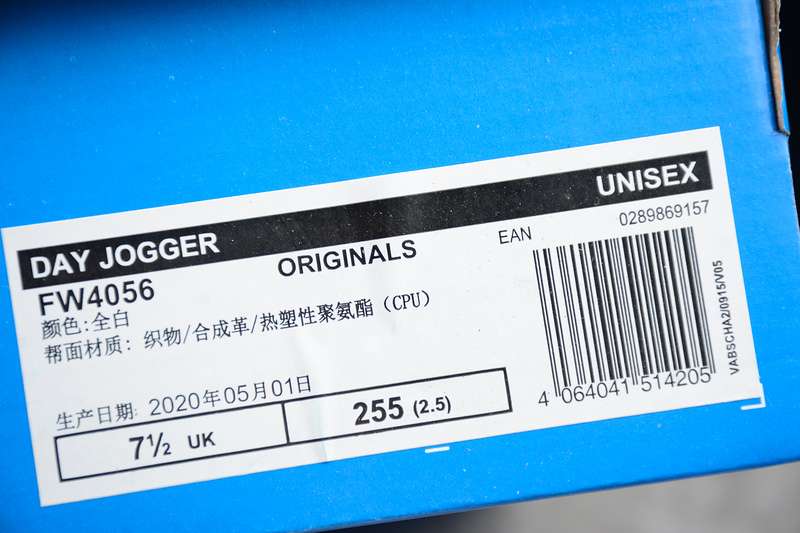 DAY JOGGER UNISEX
FW4056 ORIGINALS EAN 0289869157
颜色:全白
帮面材质: 织物/合成革/热塑性聚氨酯(CPU)
生产日期: 2020年05月01日
7½ UK 255 (2.5)
4 064041 514205
VABSCHA2/0915/V05